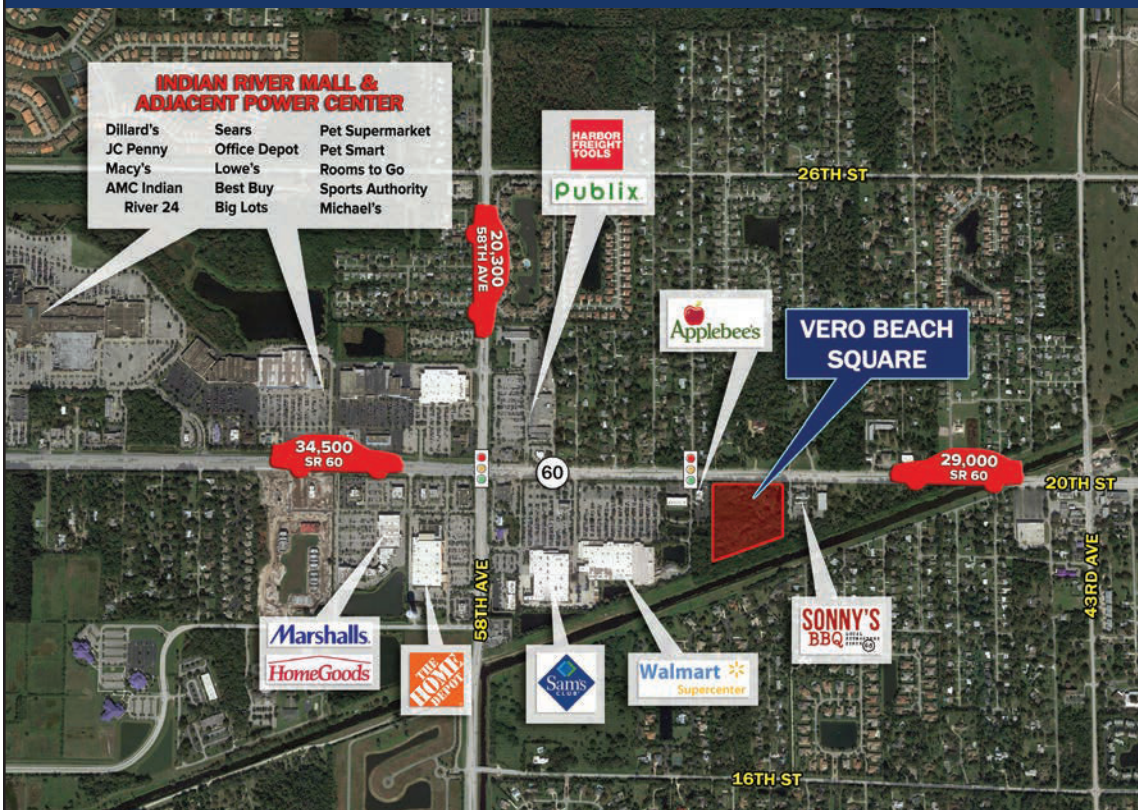 INDIAN RIVER MALL &
ADJACENT POWER CENTER
Dillard's
JC Penny
Macy's
AMC Indian
River 24
Sears
Office Depot
Lowe's
Best Buy
Big Lots
Pet Supermarket
Pet Smart
Rooms to Go
Sports Authority
Michael's
HARBOR
FREIGHT
TOOLS
Publix
26TH ST
20,300
58TH AVE
Applebee's
VERO BEACH
SQUARE
34,500
SR 60
60
29,000
SR 60
20TH ST
58TH AVE
43RD AVE
Marshalls
HomeGoods
THE
HOME
DEPOT
Sam's
CLUB
Walmart
Supercenter
SONNY'S
BBQ
16TH ST